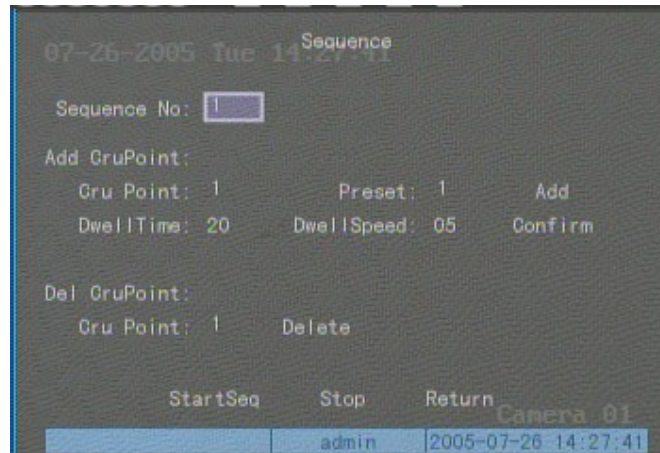 Sequence
07-26-2005 Tue 14:27:41
Sequence No: 1
Add CruPoint:
Cru Point: 1 Preset: 1 Add
DwellTime: 20 DwellSpeed: 05 Confirm
Del CruPoint:
Cru Point: 1 Delete
StartSeq Stop Return
Camera 01
admin 2005-07-26 14:27:41